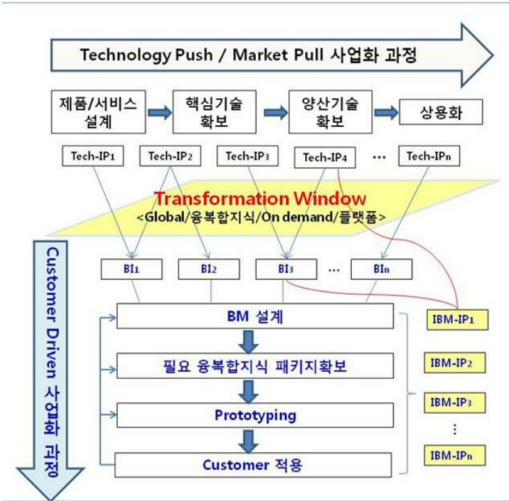 Technology Push / Market Pull 사업화 과정
제품/서비스
설계
핵심기술
확보
양산기술
확보
상용화
Tech-IP1
Tech-IP2
Tech-IP3
Tech-IP4
...
Tech-IPn
Transformation Window
<Global/융복합지식/On demand/플랫폼>
Customer Driven 사업화 과정
BI1
BI2
BI3
...
BIn
BM 설계
필요 융복합지식 패키지확보
Prototyping
Customer 적용
IBM-IP1
IBM-IP2
IBM-IP3
...
IBM-IPn